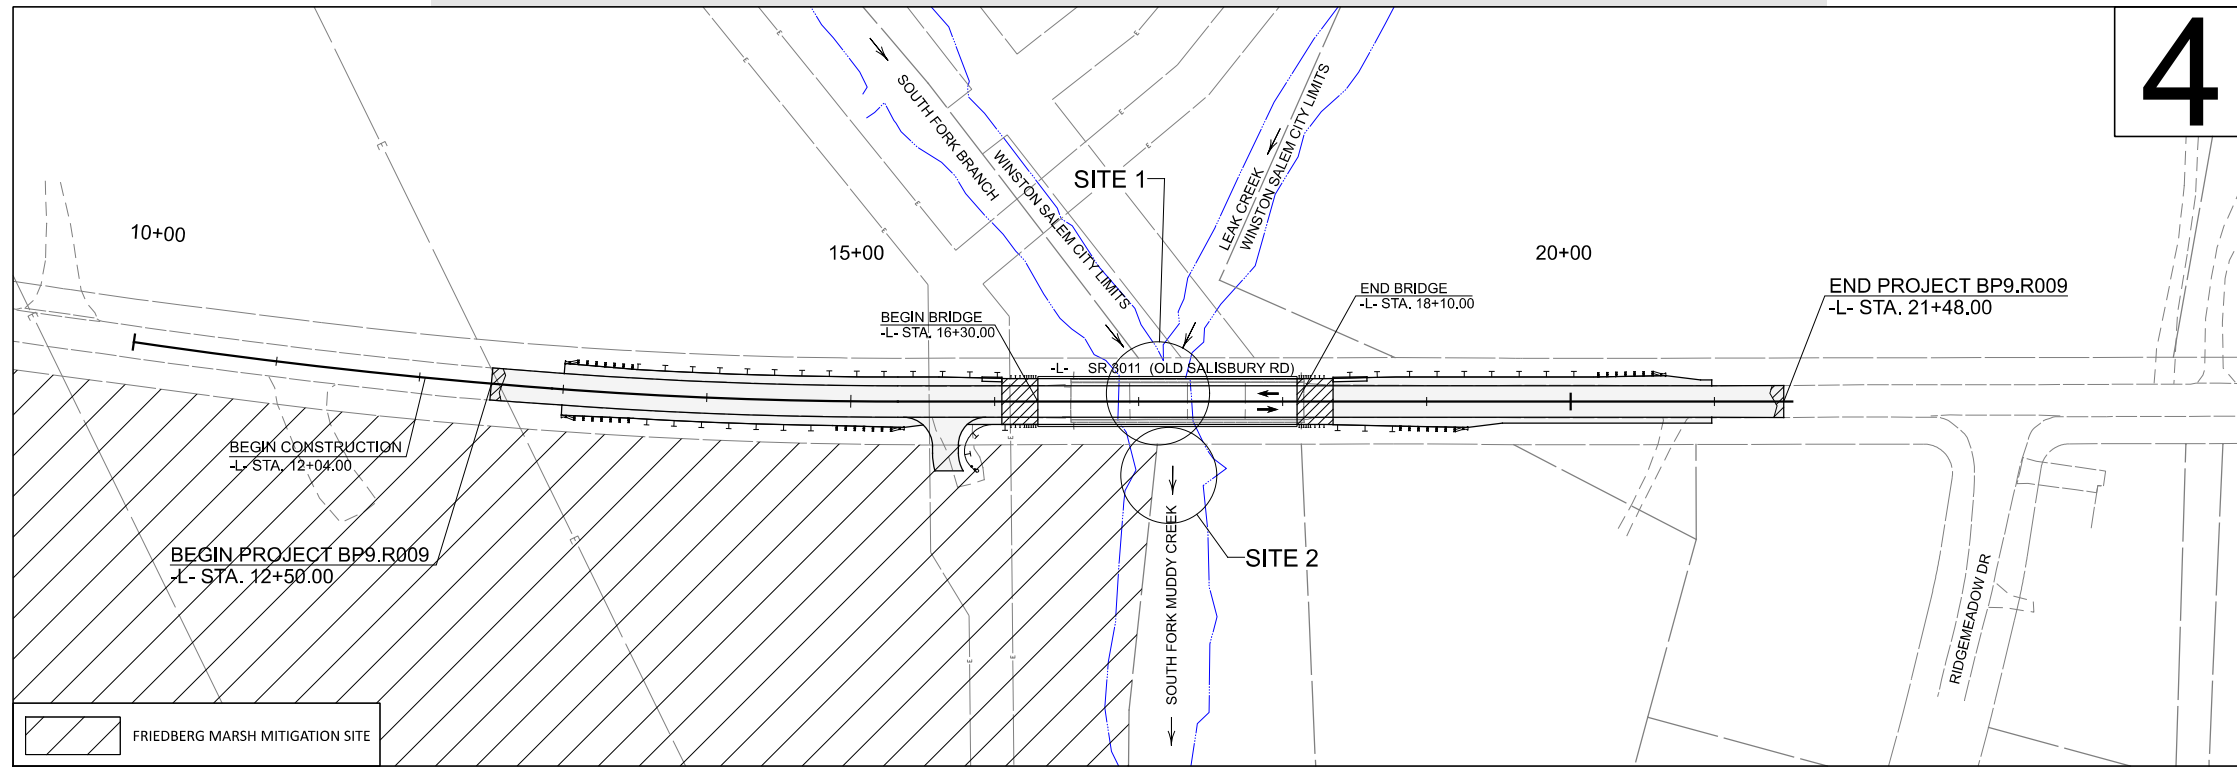 4
SOUTH FORK BRANCH
WINSTON SALEM CITY LIMITS
LEAK CREEK
WINSTON SALEM CITY LIMITS
SITE 1
10+00
15+00
20+00
BEGIN BRIDGE
-L- STA. 16+30.00
END BRIDGE
-L- STA. 18+10.00
END PROJECT BP9.R009
-L- STA. 21+48.00
-L- SR 3011 (OLD SALISBURY RD)
BEGIN CONSTRUCTION
-L- STA. 12+04.00
BEGIN PROJECT BP9.R009
-L- STA. 12+50.00
SITE 2
SOUTH FORK MUDDY CREEK
RIDGEMEADOW DR
FRIEDBERG MARSH MITIGATION SITE